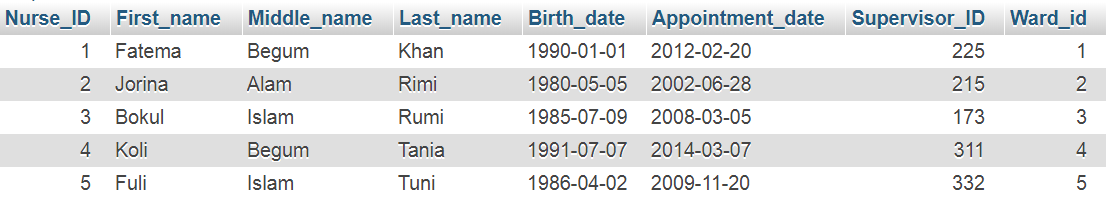 Nurse_ID First_name Middle_name Last_name Birth_date Appointment_date Supervisor_ID Ward_id
1 Fatema Begum Khan 1990-01-01 2012-02-20 225 1
2 Jorina Alam Rimi 1980-05-05 2002-06-28 215 2
3 Bokul Islam Rumi 1985-07-09 2008-03-05 173 3
4 Koli Begum Tania 1991-07-07 2014-03-07 311 4
5 Fuli Islam Tuni 1986-04-02 2009-11-20 332 5